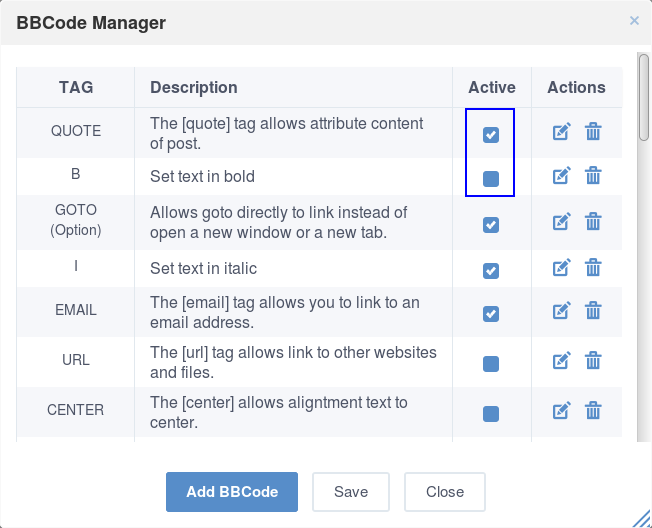 BBCode Manager
×
TAG Description Active Actions
QUOTE The [quote] tag allows attribute content
of post.
B Set text in bold
GOTO Allows goto directly to link instead of
(Option) open a new window or a new tab.
I Set text in italic
EMAIL The [email] tag allows you to link to an
email address.
URL The [url] tag allows link to other websites
and files.
CENTER The [center] allows aligntment text to
center.
Add BBCode Save Close